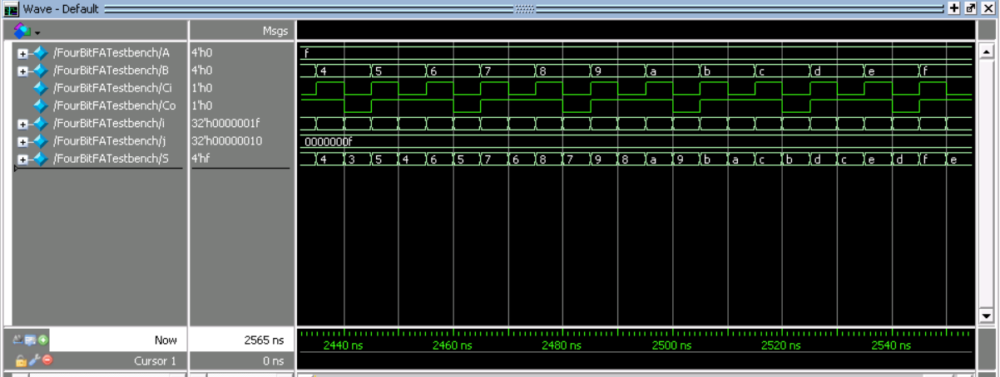 Wave - Default
Msgs
/FourBitFATestbench/A 4'h0 f
/FourBitFATestbench/B 4'h0 4 5 6 7 8 9 a b c d e f
/FourBitFATestbench/Ci 1'h0
/FourBitFATestbench/Co 1'h0
/FourBitFATestbench/i 32'h0000001f
/FourBitFATestbench/j 32'h00000010 0000000f
/FourBitFATestbench/S 4'hf 4 3 5 4 6 5 7 6 8 7 9 8 a 9 b a c b d c e d f e
Now 2565 ns 2440 ns 2460 ns 2480 ns 2500 ns 2520 ns 2540 ns
Cursor 1 0 ns